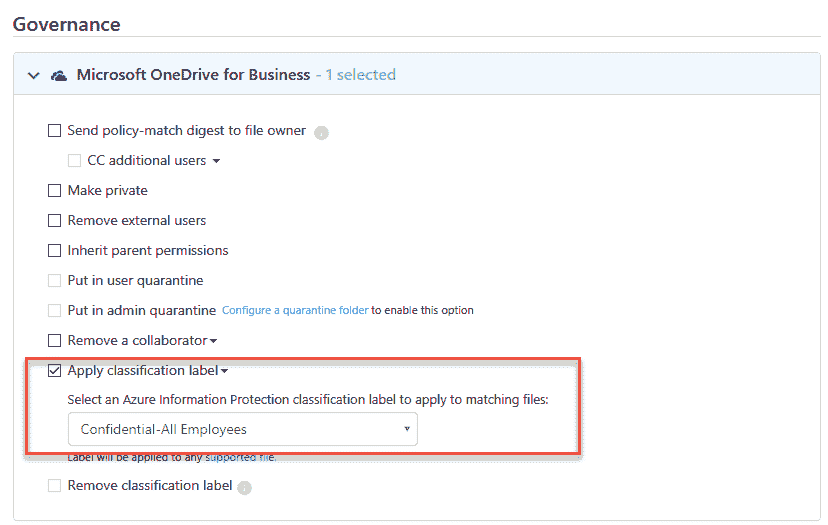 Governance
Microsoft OneDrive for Business - 1 selected
Send policy-match digest to file owner
CC additional users
Make private
Remove external users
Inherit parent permissions
Put in user quarantine
Put in admin quarantine Configure a quarantine folder to enable this option
Remove a collaborator
Apply classification label
Select an Azure Information Protection classification label to apply to matching files:
Confidential-All Employees
Label will be applied to any supported file.
Remove classification label